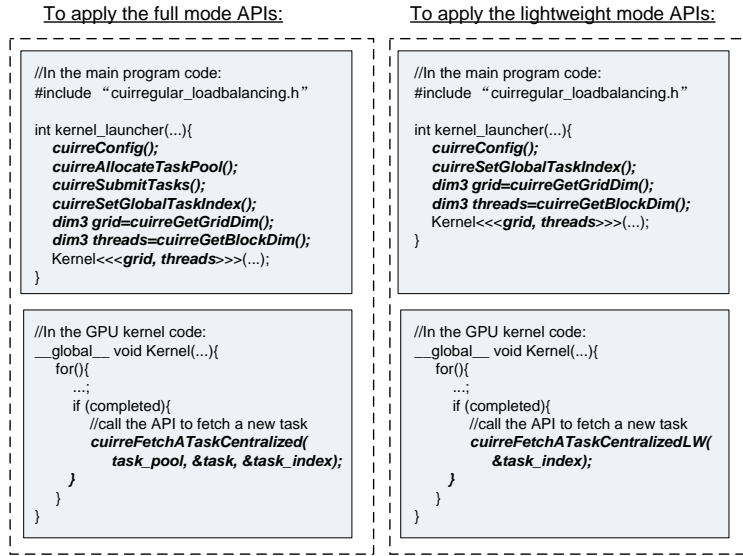 To apply the full mode APIs:
//In the main program code:
#include “cuirregular_loadbalancing.h”
int kernel_launcher(...){
cuirreConfig();
cuirreAllocateTaskPool();
cuirreSubmitTasks();
cuirreSetGlobalTaskIndex();
dim3 grid=cuirreGetGridDim();
dim3 threads=cuirreGetBlockDim();
Kernel<<<grid, threads>>>(...);
}
//In the GPU kernel code:
__global__ void Kernel(...){
for(){
...;
if (completed){
//call the API to fetch a new task
cuirreFetchATaskCentralized(
task_pool, &task, &task_index);
}
}
}
To apply the lightweight mode APIs:
//In the main program code:
#include “cuirregular_loadbalancing.h”
int kernel_launcher(...){
cuirreConfig();
cuirreSetGlobalTaskIndex();
dim3 grid=cuirreGetGridDim();
dim3 threads=cuirreGetBlockDim();
Kernel<<<grid, threads>>>(...);
}
//In the GPU kernel code:
__global__ void Kernel(...){
for(){
...;
if (completed){
//call the API to fetch a new task
cuirreFetchATaskCentralizedLW(
&task_index);
}
}
}